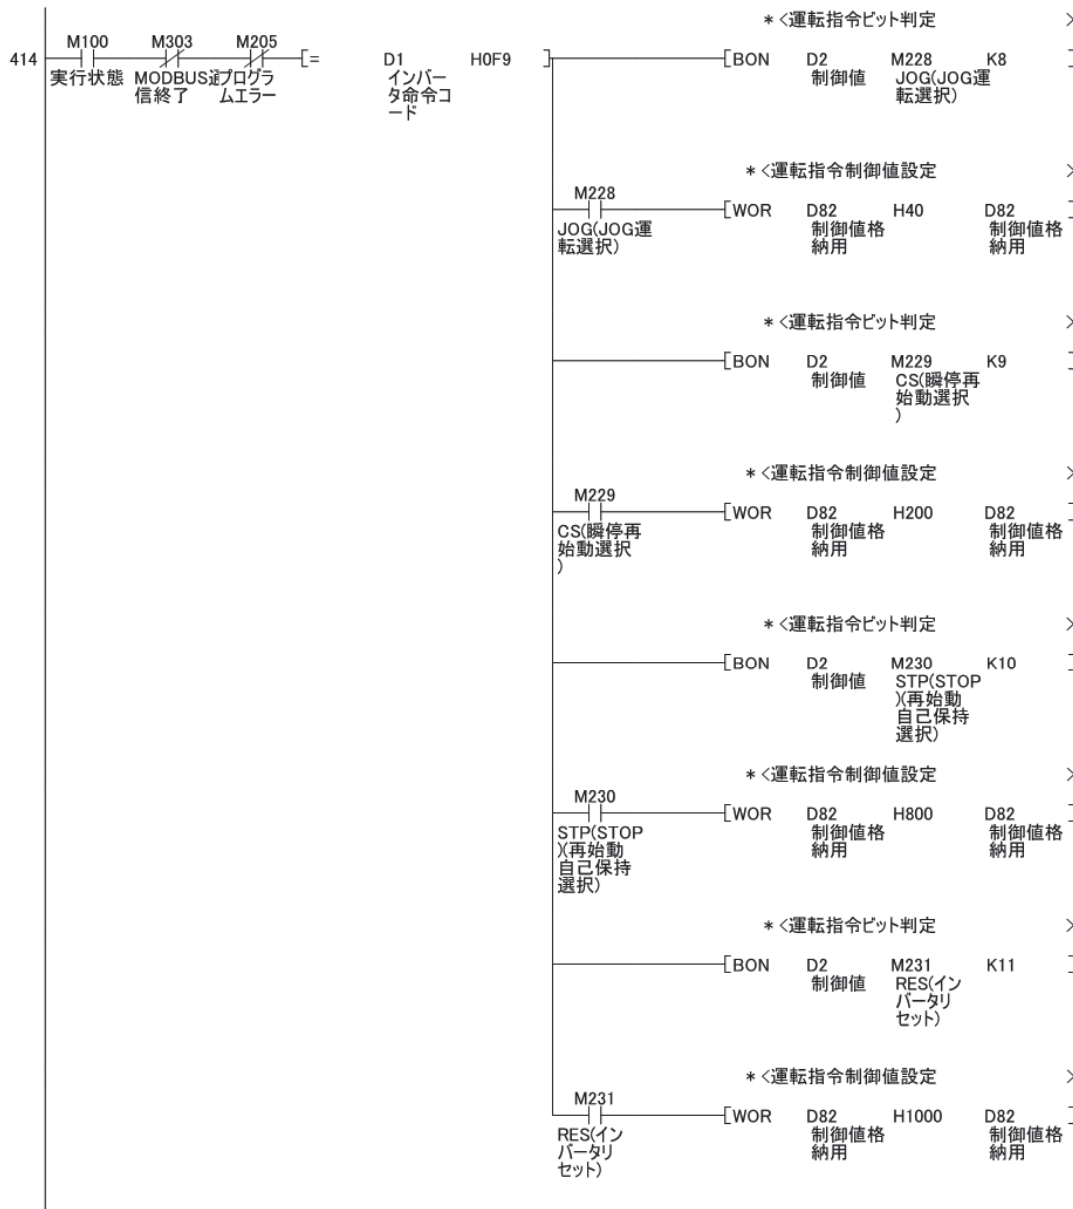 *<運転指令ビット判定 >
414 M100 M303 M205 [= D1 H0F9 ] [BON D2 M228 K8 ]
実行状態 MODBUS通 プログラ インバー 制御値 JOG(JOG運
信終了 ムエラー タ命令コ 転選択)
ード
*<運転指令制御値設定 >
M228 [WOR D82 H40 D82 ]
JOG(JOG運 制御値格 制御値格
転選択) 納用 納用
*<運転指令ビット判定 >
[BON D2 M229 K9 ]
制御値 CS(瞬停再
始動選択
)
*<運転指令制御値設定 >
M229 [WOR D82 H200 D82 ]
CS(瞬停再 制御値格 制御値格
始動選択 納用 納用
)
*<運転指令ビット判定 >
[BON D2 M230 K10 ]
制御値 STP(STOP
)(再始動
自己保持
選択)
*<運転指令制御値設定 >
M230 [WOR D82 H800 D82 ]
STP(STOP 制御値格 制御値格
)(再始動 納用 納用
自己保持
選択)
*<運転指令ビット判定 >
[BON D2 M231 K11 ]
制御値 RES(イン
バータリ
セット)
*<運転指令制御値設定 >
M231 [WOR D82 H1000 D82 ]
RES(イン 制御値格 制御値格
バータリ 納用 納用
セット)